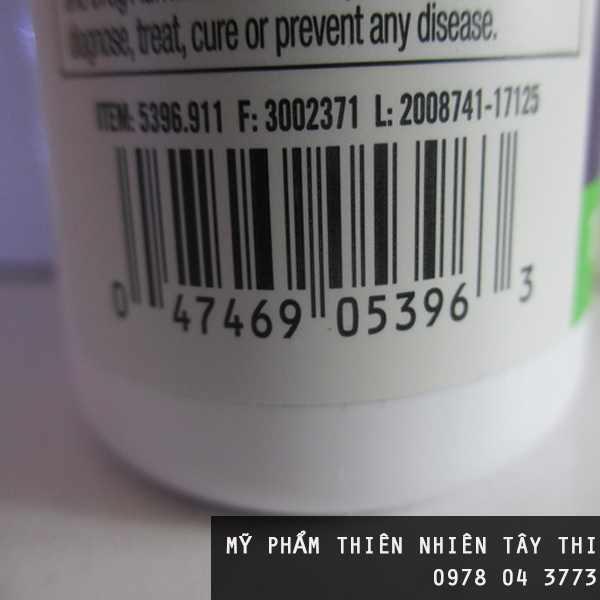 diagnose, treat, cure or prevent any disease.
ITEM: 5396.911 F: 3002371 L: 2008741-17125
0 47469 05396 3
MỸ PHẨM THIÊN NHIÊN TÂY THI
0978 04 3773